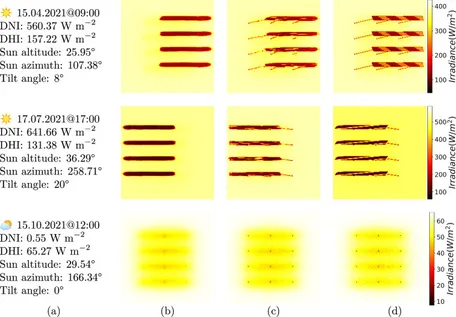 15.04.2021@09:00
DNI: 560.37 W m−2
DHI: 157.22 W m−2
Sun altitude: 25.95°
Sun azimuth: 107.38°
Tilt angle: 8°
400
300
200
100
Irradiance(W/m²)
17.07.2021@17:00
DNI: 641.66 W m−2
DHI: 131.38 W m−2
Sun altitude: 36.29°
Sun azimuth: 258.71°
Tilt angle: 20°
500
400
300
200
100
Irradiance(W/m²)
15.10.2021@12:00
DNI: 0.55 W m−2
DHI: 65.27 W m−2
Sun altitude: 29.54°
Sun azimuth: 166.34°
Tilt angle: 0°
60
50
40
30
20
10
Irradiance(W/m²)
(a) (b) (c) (d)